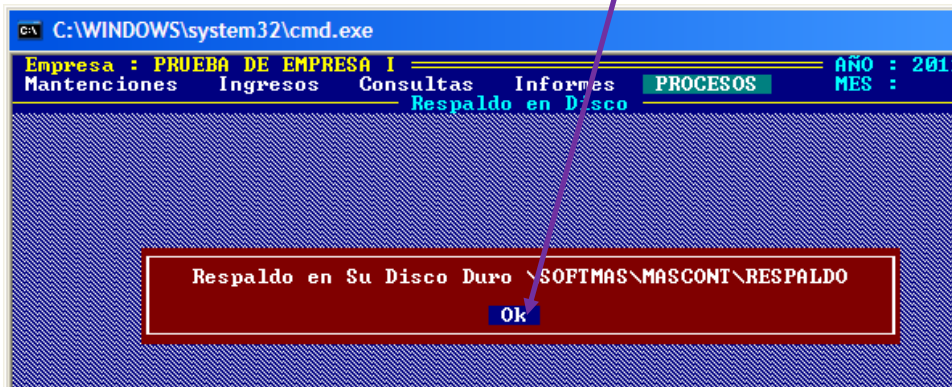 C:\WINDOWS\system32\cmd.exe
Empresa : PRUEBA DE EMPRESA I AÑO : 201
Mantenciones Ingresos Consultas Informes PROCESOS MES :
Respaldo en Disco
Respaldo en Su Disco Duro \SOFTMAS\MASCONT\RESPALDO
Ok